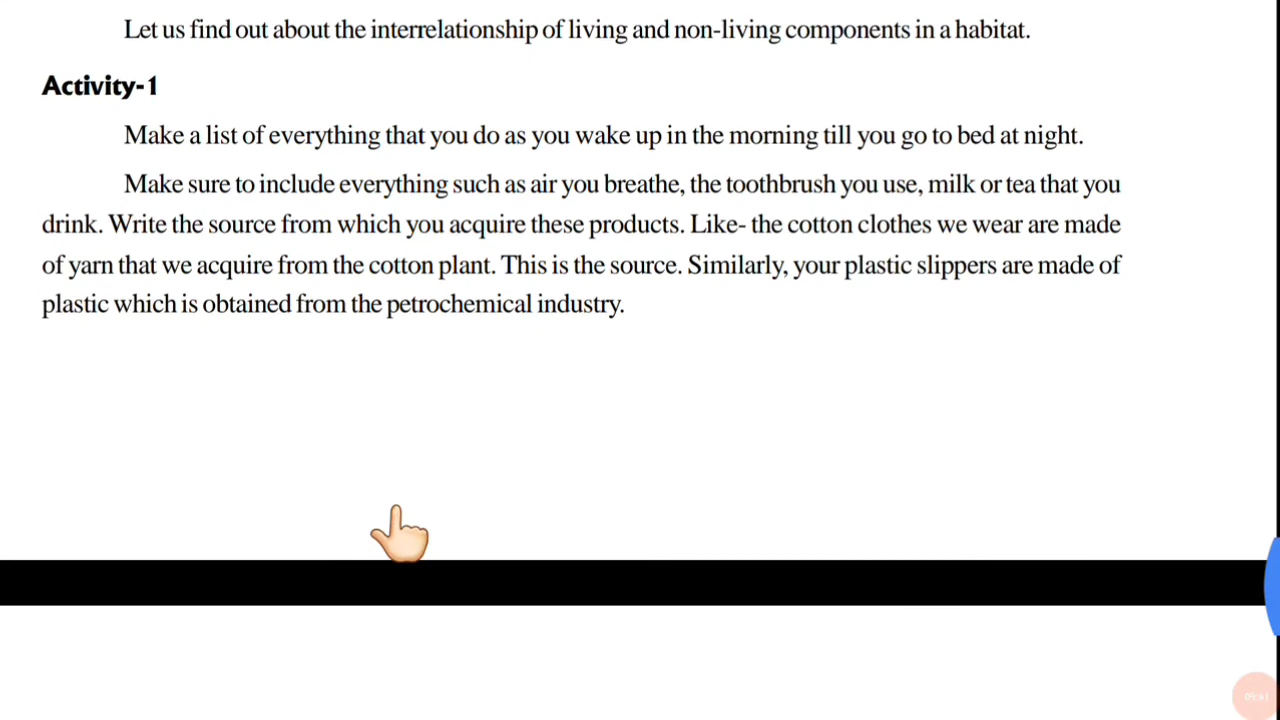 Let us find out about the interrelationship of living and non-living components in a habitat.
Activity-1
Make a list of everything that you do as you wake up in the morning till you go to bed at night.
Make sure to include everything such as air you breathe, the toothbrush you use, milk or tea that you
drink. Write the source from which you acquire these products. Like- the cotton clothes we wear are made
of yarn that we acquire from the cotton plant. This is the source. Similarly, your plastic slippers are made of
plastic which is obtained from the petrochemical industry.